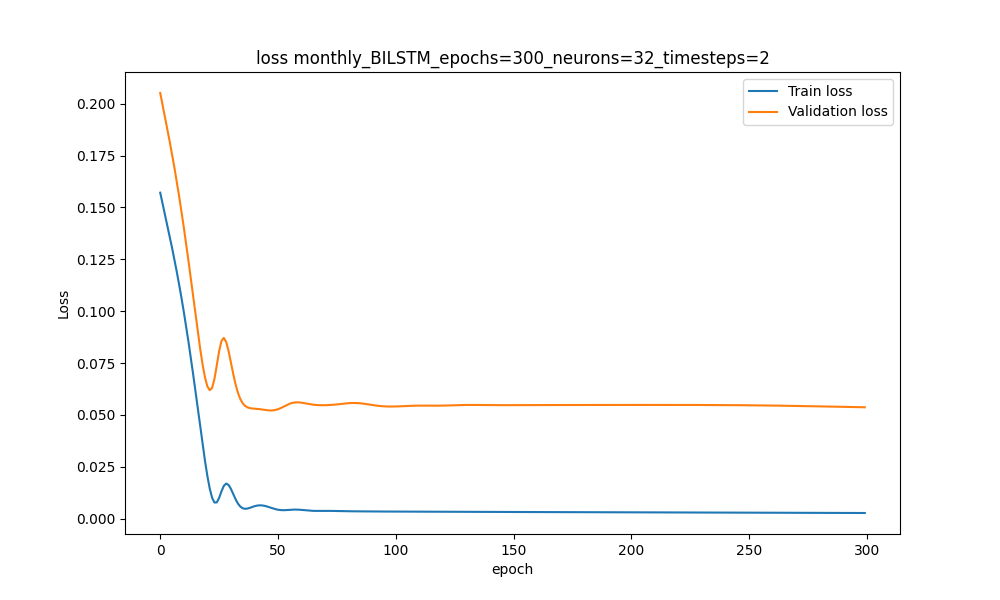 loss monthly_BILSTM_epochs=300_neurons=32_timesteps=2
Train loss
Validation loss
0.200
0.175
0.150
0.125
0.100
0.075
0.050
0.025
0.000
Loss
0 50 100 150 200 250 300
epoch